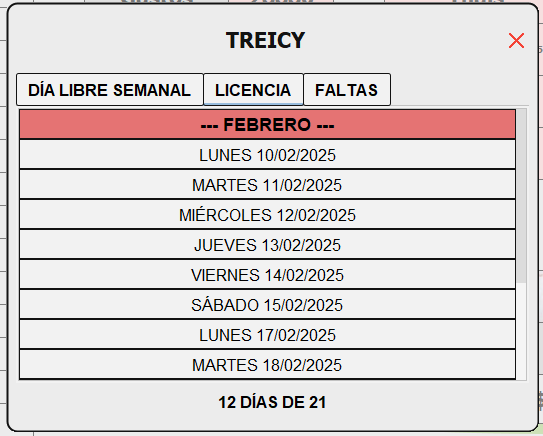 TREICY
DÍA LIBRE SEMANAL LICENCIA FALTAS
--- FEBRERO ---
LUNES 10/02/2025
MARTES 11/02/2025
MIÉRCOLES 12/02/2025
JUEVES 13/02/2025
VIERNES 14/02/2025
SÁBADO 15/02/2025
LUNES 17/02/2025
MARTES 18/02/2025
12 DÍAS DE 21